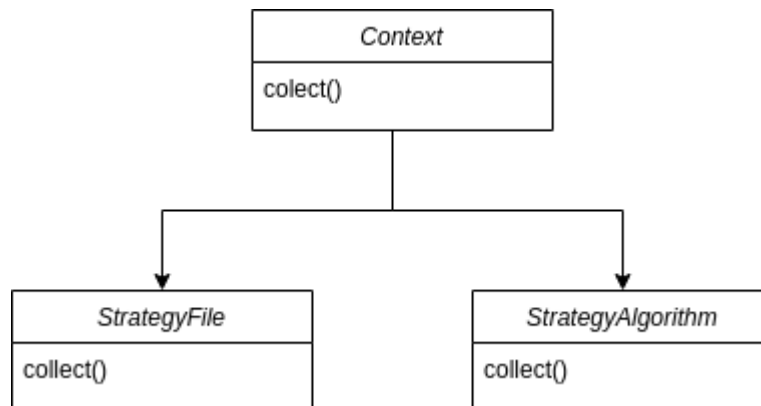 Context
colect()
StrategyFile
StrategyAlgorithm
collect()
collect()